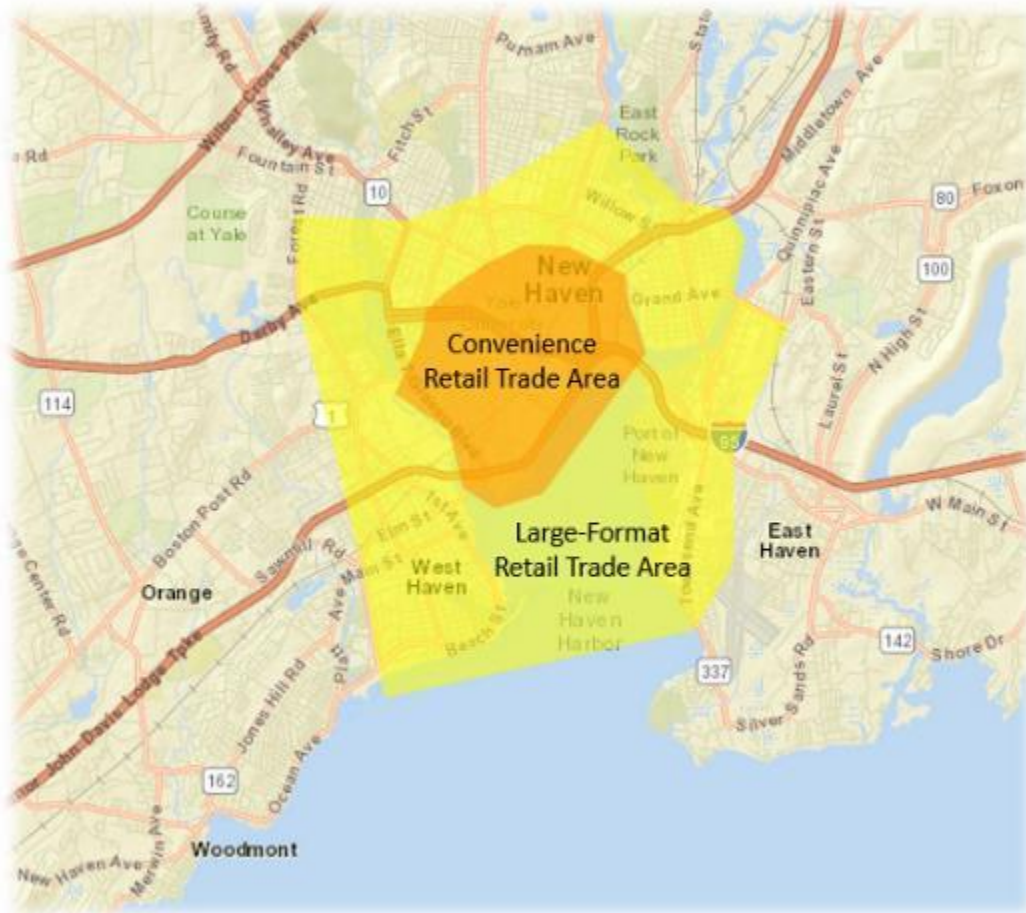 Purnam Ave
State
Middletown Ave
Wilbur Cross Pkwy
Whalley Ave
Fitch St
Fountain St
East
Rock
Park
10
80
Foxon
Course
at Yale
Forest Rd
Willow St
Quinnipiac Ave
Eastern St
100
New
Haven
Grand Ave
Derby Ave
Convenience
Retail Trade Area
N High St
Laurel St
114
1
Port of
New
Haven
95
Boston Post Rd
1st Ave
Elm St
W Main St
Large-Format
Retail Trade Area
East
Haven
Sawmill Rd
Main St
West
Haven
Townsend Ave
Orange
New
Haven
Harbor
Beach St
142
Shore Dr
337
Silver Sands Rd
John Davis Lodge Tpke
Jones Hill Rd
162
Ocean Ave
Woodmont
New Haven Ave
Merwin Ave